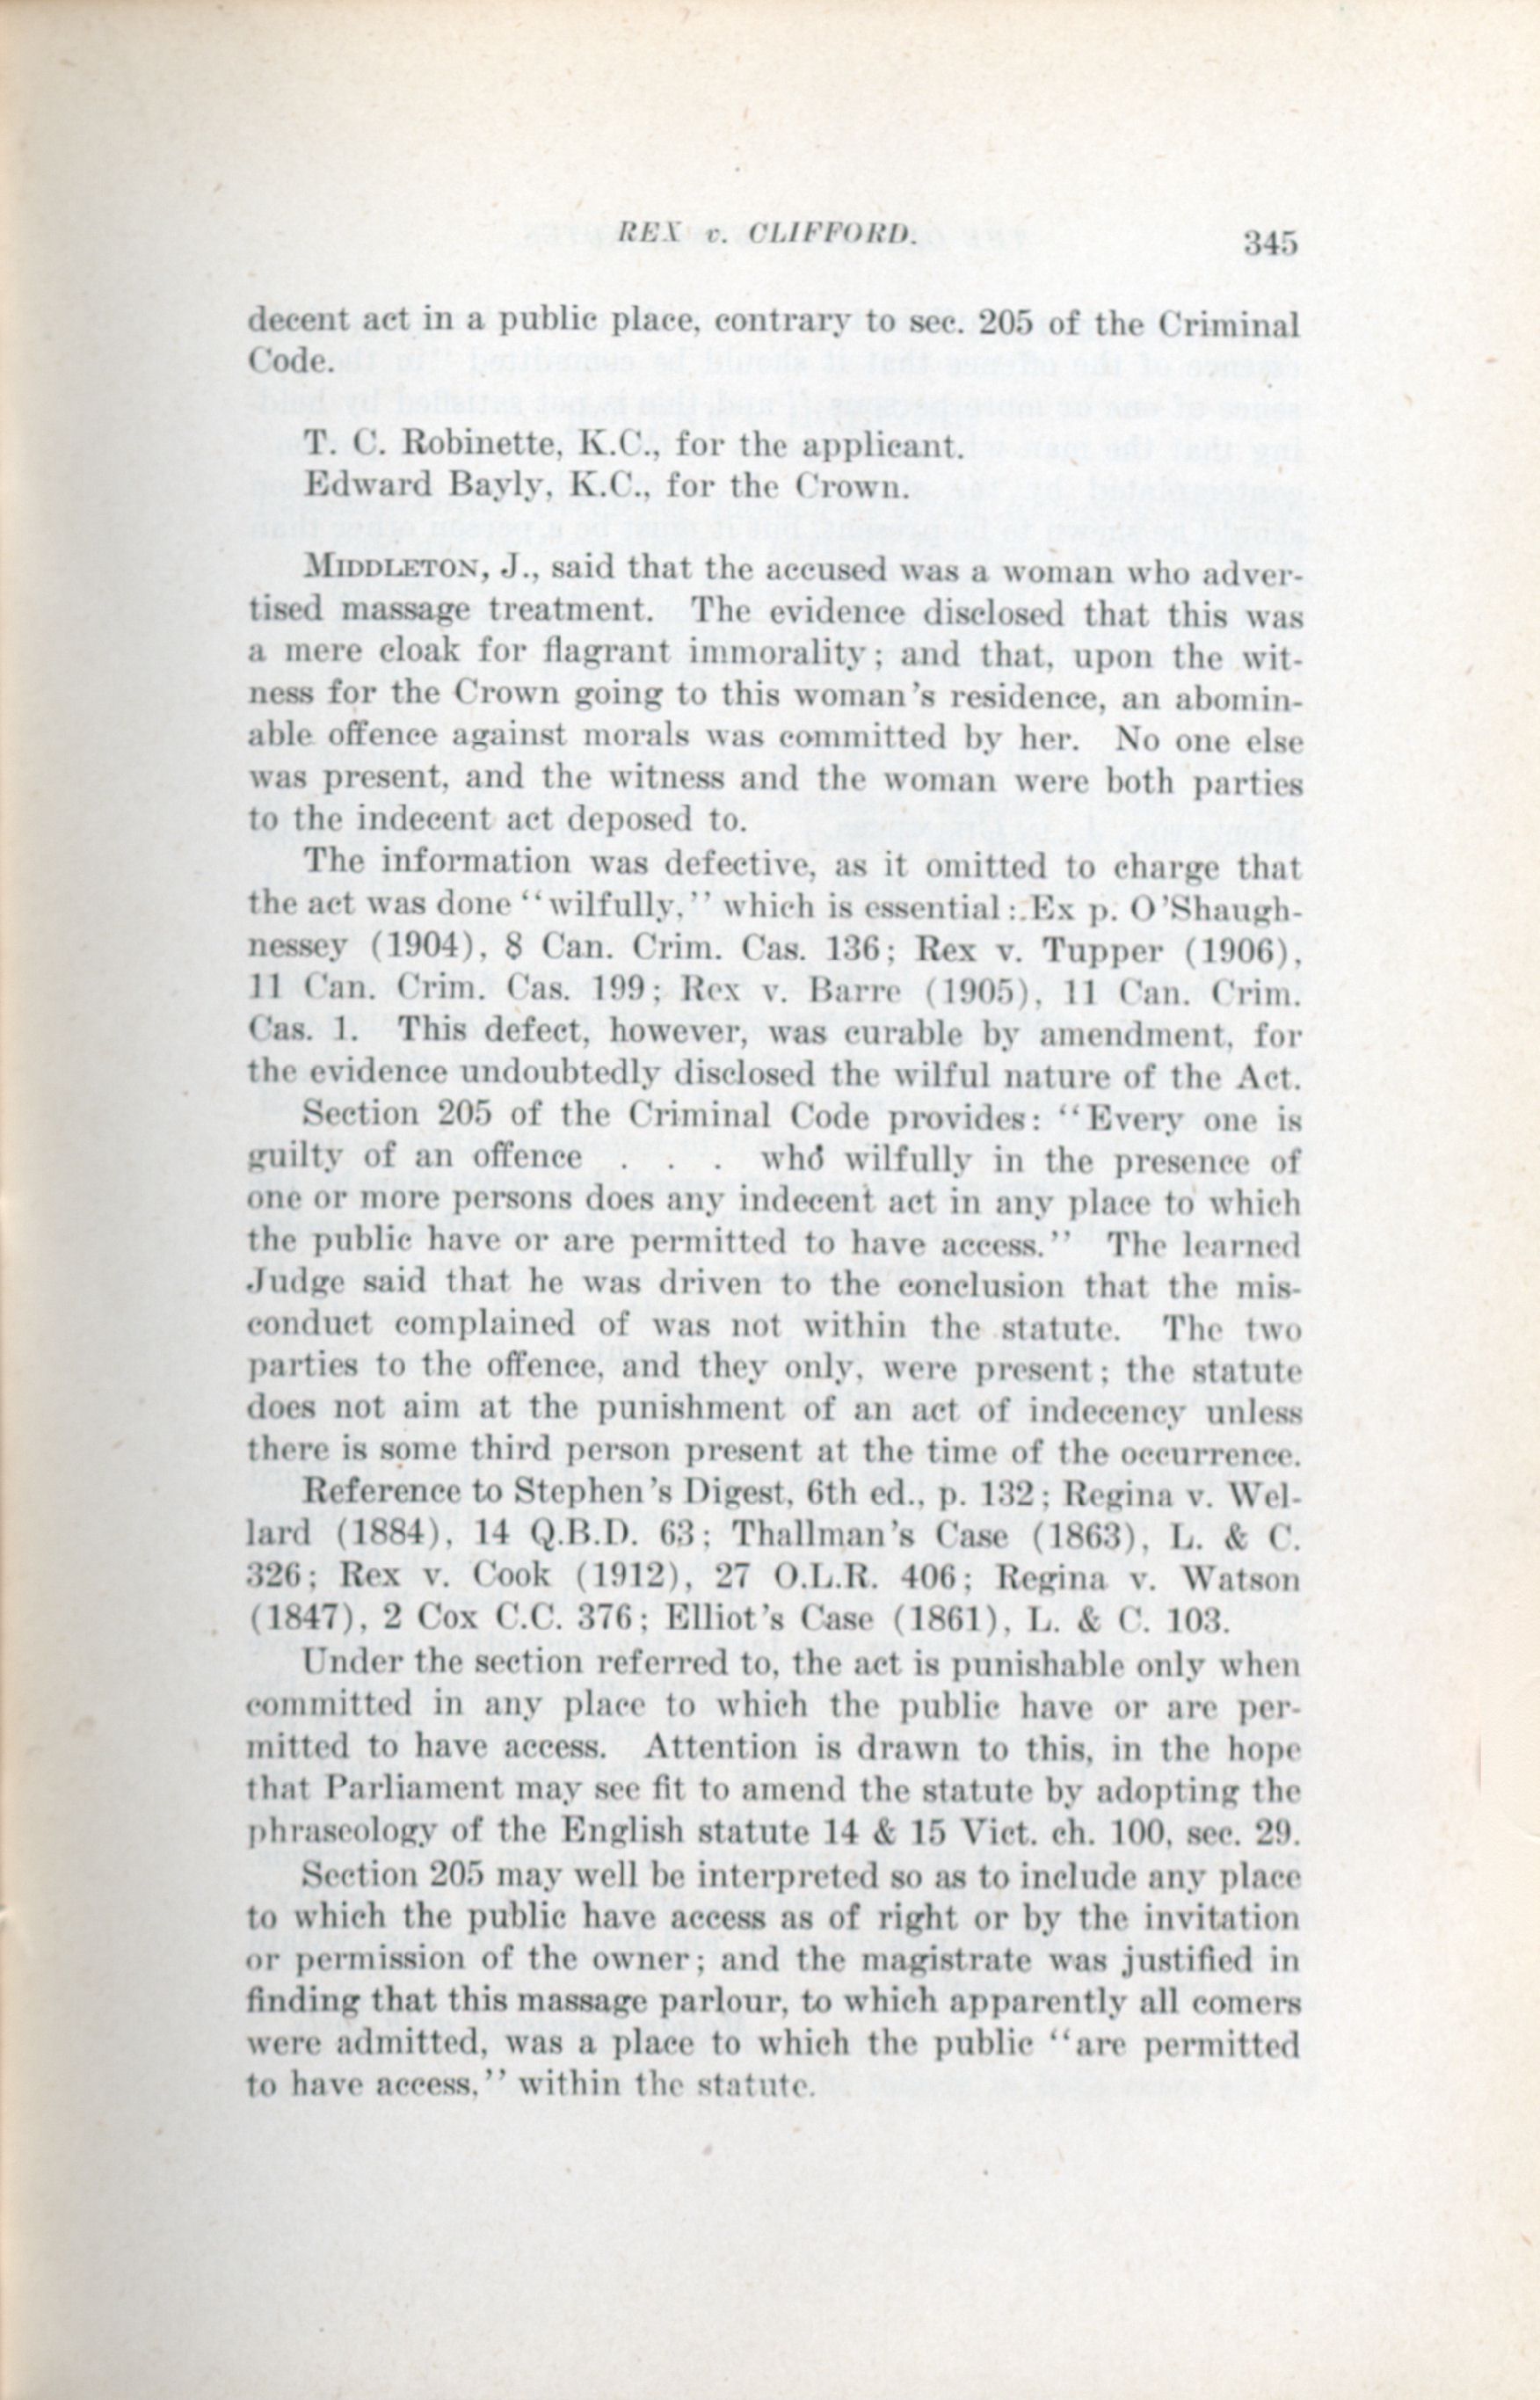 REX v. CLIFFORD.
345
decent act in a public place, contrary to sec. 205 of the Criminal
Code.
T. C. Robinette, K.C., for the applicant.
Edward Bayly, K.C., for the Crown.
MIDDLETON, J., said that the accused was a woman who adver-
tised massage treatment. The evidence disclosed that this was
a mere cloak for flagrant immorality; and that, upon the wit-
ness for the Crown going to this woman's residence, an abomin-
able offence against morals was committed by her. No one else
was present, and the witness and the woman were both parties
to the indecent act deposed to.
The information was defective, as it omitted to charge that
the act was done "wilfully," which is essential: Ex p. O'Shaugh-
nessey (1904), 8 Can. Crim. Cas. 136; Rex v. Tupper (1906),
11 Can. Crim. Cas. 199; Rex v. Barre (1905), 11 Can. Crim.
Cas. 1. This defect, however, was curable by amendment, for
the evidence undoubtedly disclosed the wilful nature of the Act.
Section 205 of the Criminal Code provides: "Every one is
guilty of an offence . . . who wilfully in the presence of
one or more persons does any indecent act in any place to which
the public have or are permitted to have access." The learned
Judge said that he was driven to the conclusion that the mis-
conduct complained of was not within the statute. The two
parties to the offence, and they only, were present; the statute
does not aim at the punishment of an act of indecency unless
there is some third person present at the time of the occurrence.
Reference to Stephen's Digest, 6th ed., p. 132; Regina v. Wel-
lard (1884), 14 Q.B.D. 63; Thallman's Case (1863), L. & C.
326; Rex v. Cook (1912), 27 O.L.R. 406; Regina v. Watson
(1847), 2 Cox C.C. 376; Elliot's Case (1861), L. & C. 103.
Under the section referred to, the act is punishable only when
committed in any place to which the public have or are per-
mitted to have access. Attention is drawn to this, in the hope
that Parliament may see fit to amend the statute by adopting the
phraseology of the English statute 14 & 15 Vict. ch. 100, sec. 29.
Section 205 may well be interpreted so as to include any place
to which the public have access as of right or by the invitation
or permission of the owner; and the magistrate was justified in
finding that this massage parlour, to which apparently all comers
were admitted, was a place to which the public "are permitted
to have access," within the statute.